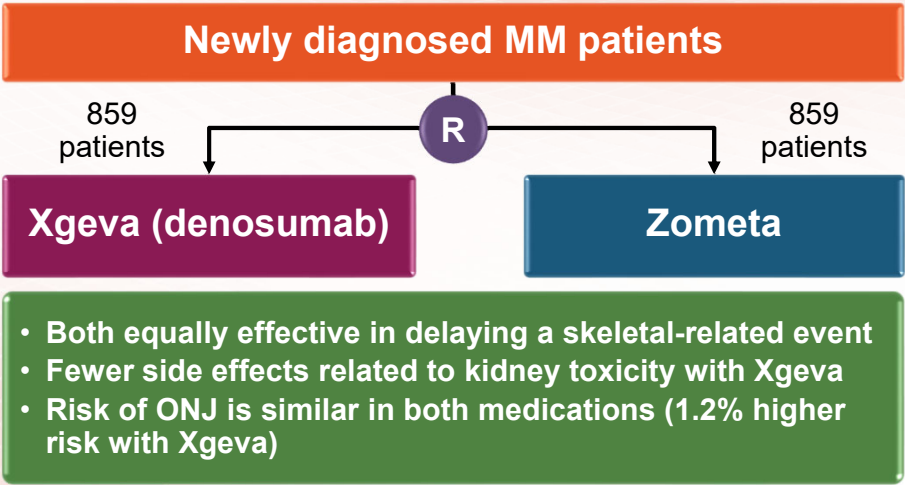 Newly diagnosed MM patients
859
patients
R
859
patients
Xgeva (denosumab)
Zometa
• Both equally effective in delaying a skeletal-related event
• Fewer side effects related to kidney toxicity with Xgeva
• Risk of ONJ is similar in both medications (1.2% higher
risk with Xgeva)